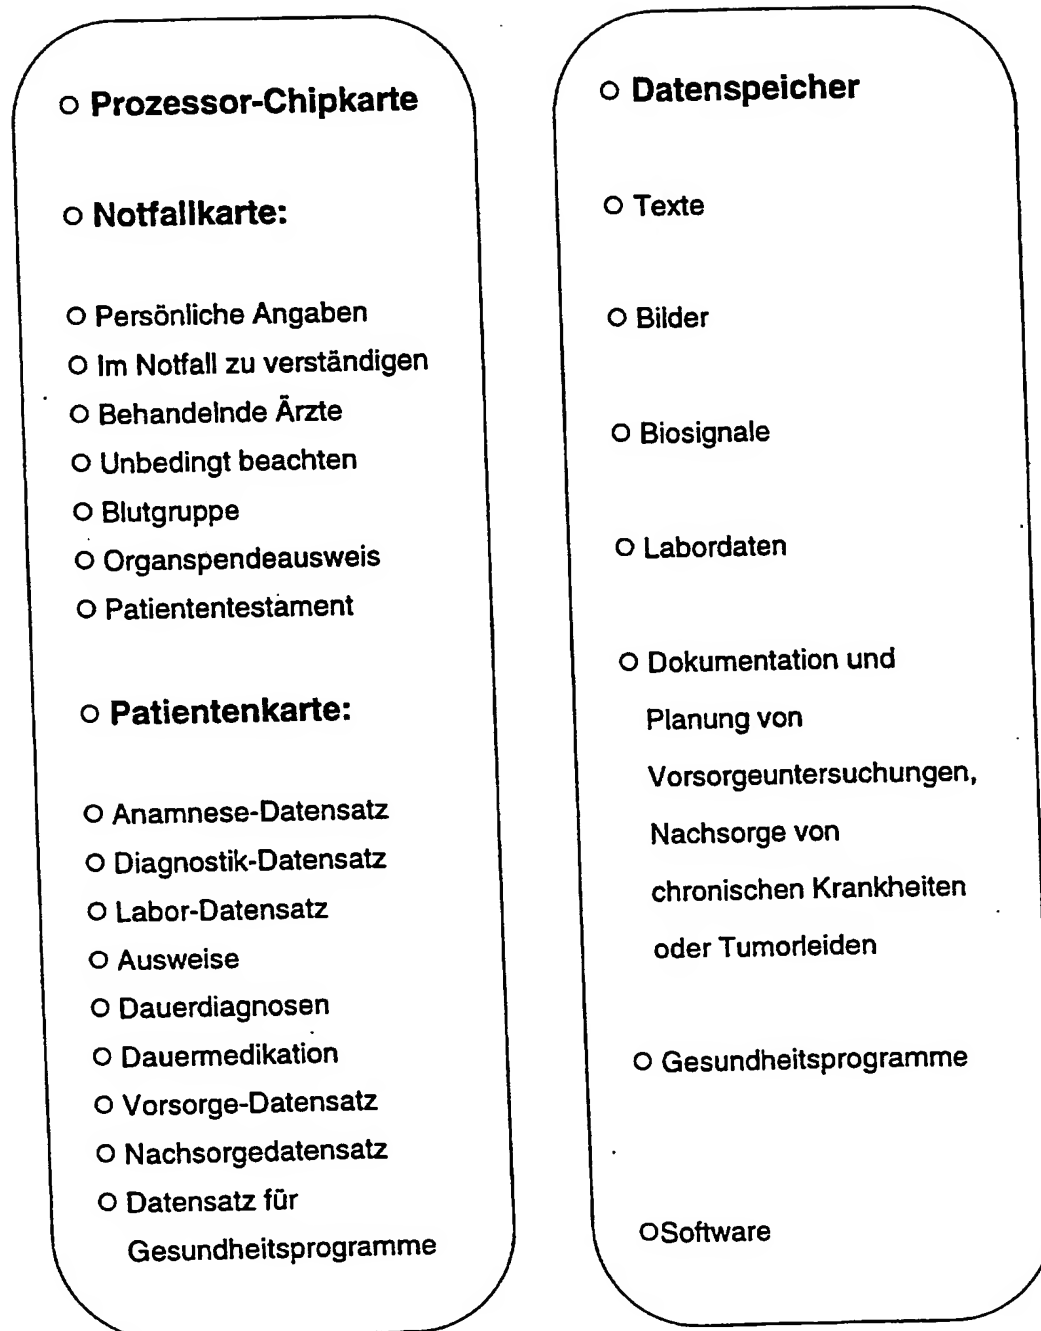 o Prozessor-Chipkarte
o Notfallkarte:
o Persönliche Angaben
o Im Notfall zu verständigen
o Behandelnde Ärzte
o Unbedingt beachten
o Blutgruppe
o Organspendeausweis
o Patiententestament
o Patientenkarte:
o Anamnese-Datensatz
o Diagnostik-Datensatz
o Labor-Datensatz
o Ausweise
o Dauerdiagnosen
o Dauermedikation
o Vorsorge-Datensatz
o Nachsorgedatensatz
o Datensatz für
Gesundheitsprogramme
o Datenspeicher
o Texte
o Bilder
o Biosignale
o Labordaten
o Dokumentation und
Planung von
Vorsorgeuntersuchungen,
Nachsorge von
chronischen Krankheiten
oder Tumorleiden
o Gesundheitsprogramme
oSoftware